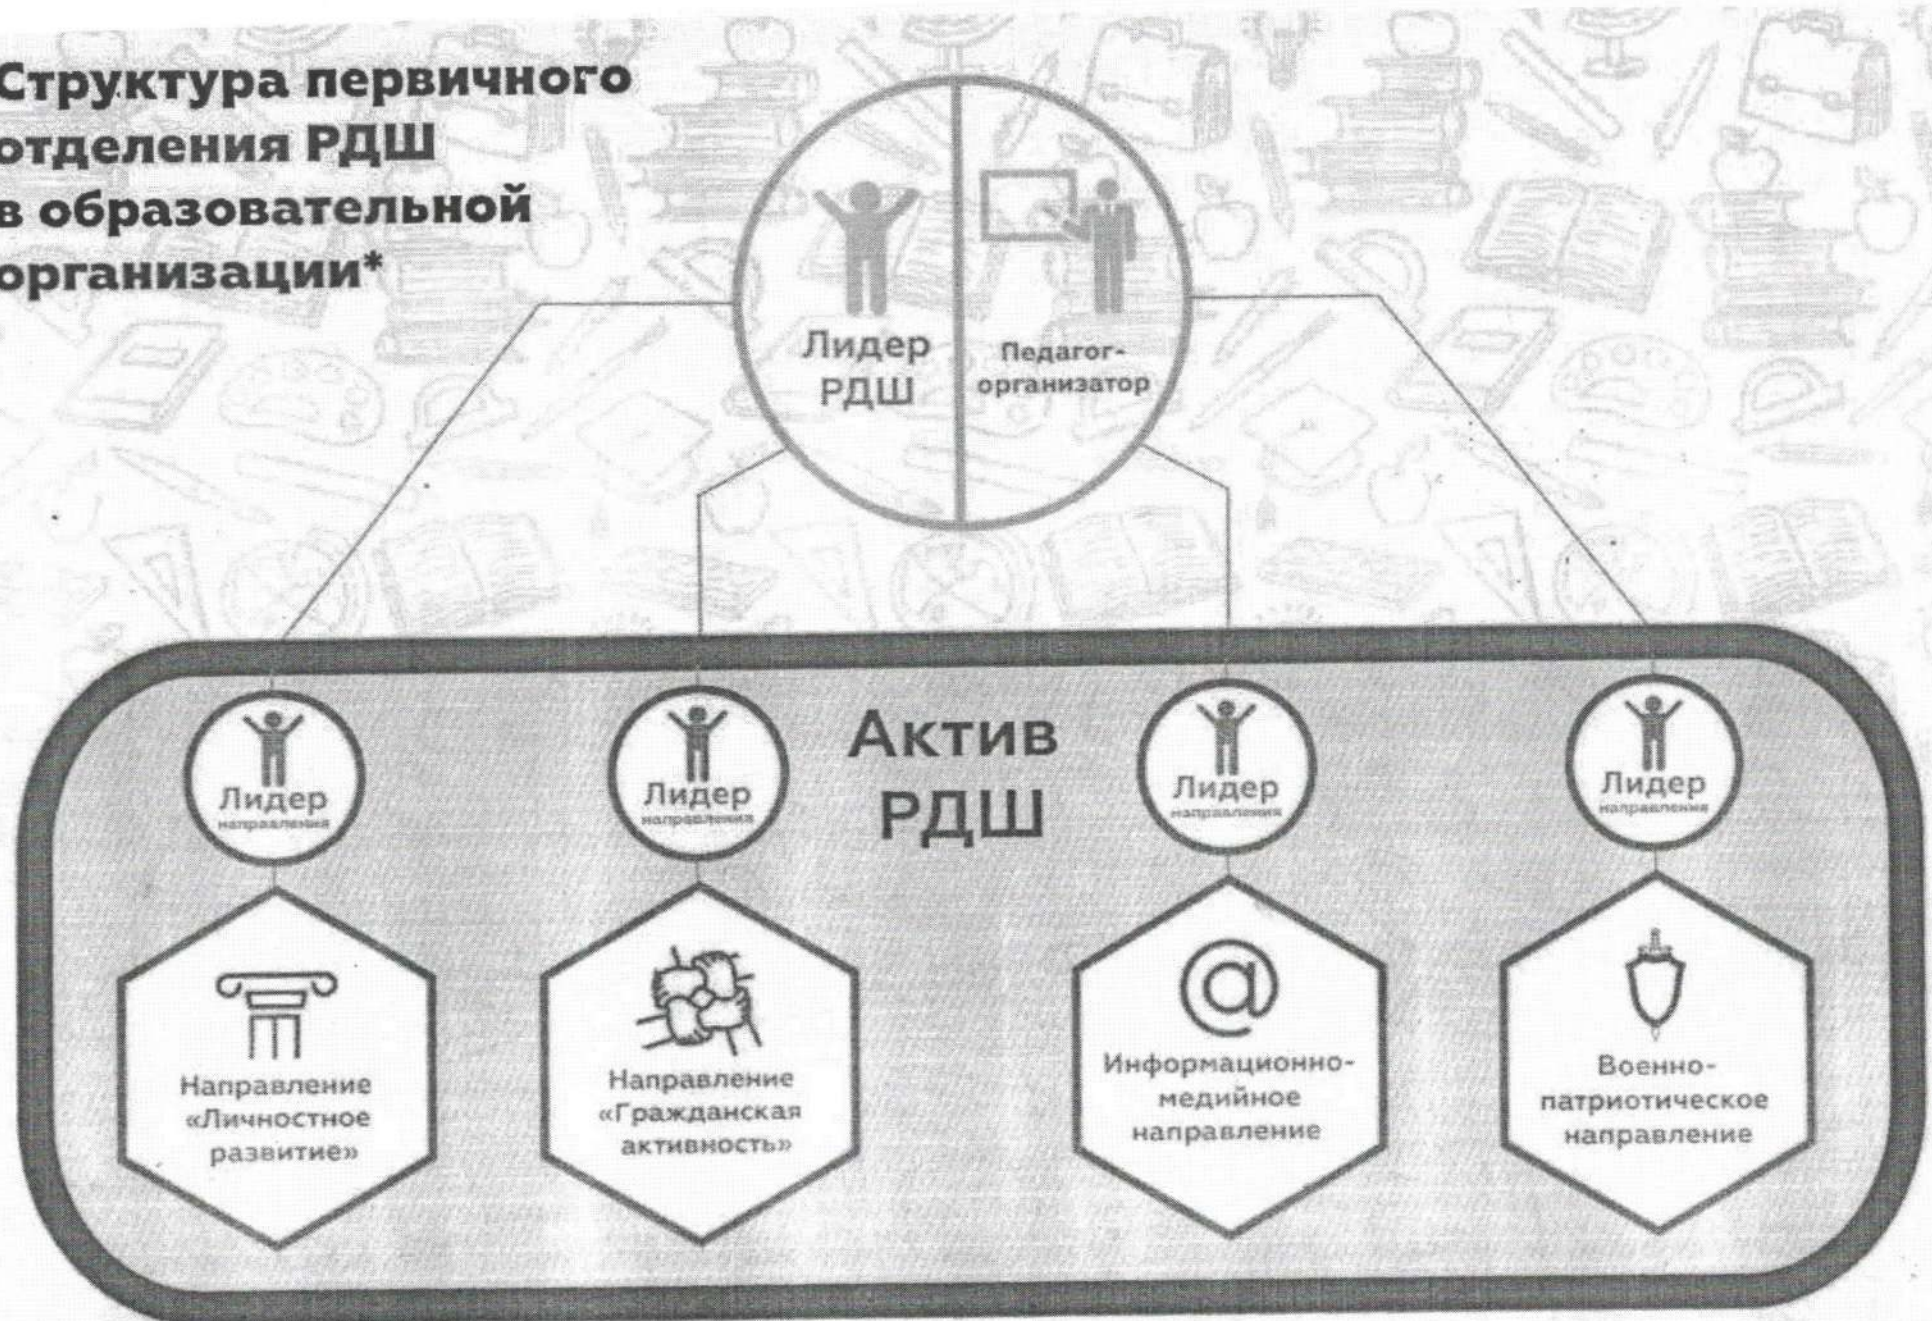 Структура первичного
отделения РДШ
в образовательной
организации*
Лидер
РДШ
Педагог-
организатор
Актив
РДШ
Лидер
направления
Лидер
направления
Лидер
направления
Лидер
направления
Направление
«Личностное
развитие»
Направление
«Гражданская
активность»
Информационно-
медийное
направление
Военно-
патриотическое
направление